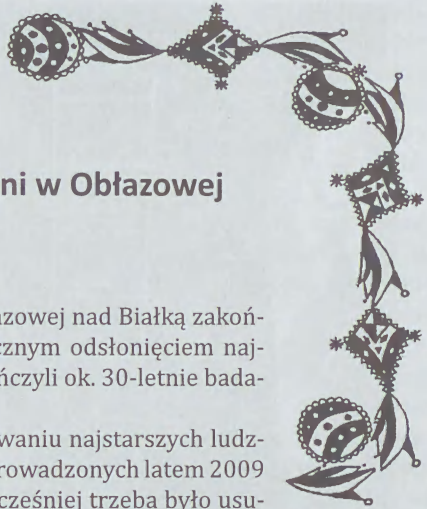 ni w Obłazowej
azowej nad Białką zakoń-
cznym odsłonięciem naj-
ńczyli ok. 30-letnie bada-
waniu najstarszych ludz-
rowadzonych latem 2009
cześniej trzeba było usu-